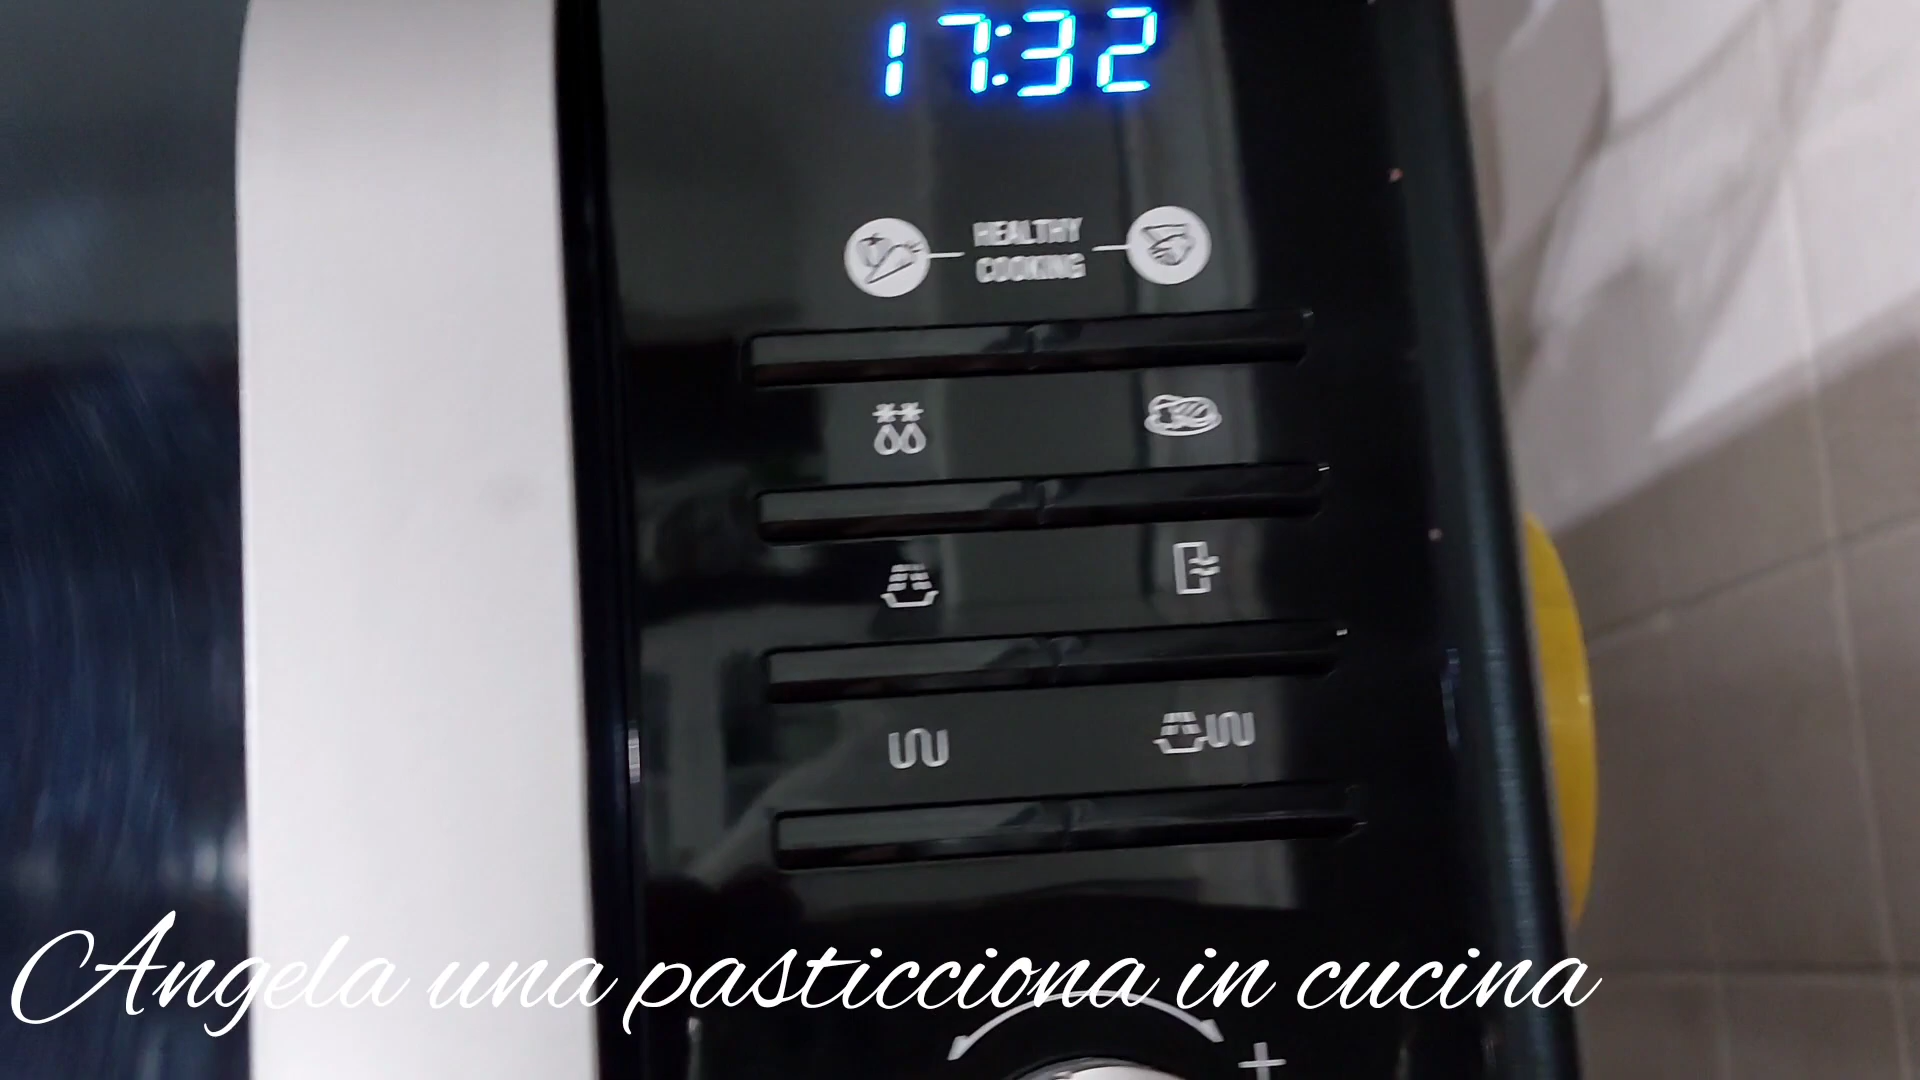 17:32
HEALTHY
COOKING
+
Angela una pasticciona in cucina